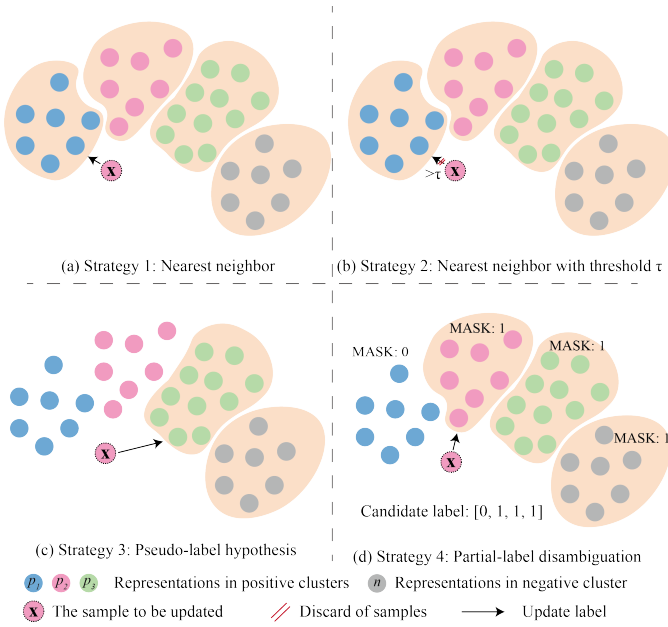 x
(a) Strategy 1: Nearest neighbor
>τ
x
(b) Strategy 2: Nearest neighbor with threshold τ
x
(c) Strategy 3: Pseudo-label hypothesis
MASK: 0
MASK: 1
MASK: 1
MASK: 1
x
Candidate label: [0, 1, 1, 1]
(d) Strategy 4: Partial-label disambiguation
p1 p2 p3 Representations in positive clusters n Representations in negative cluster
x The sample to be updated Discard of samples Update label